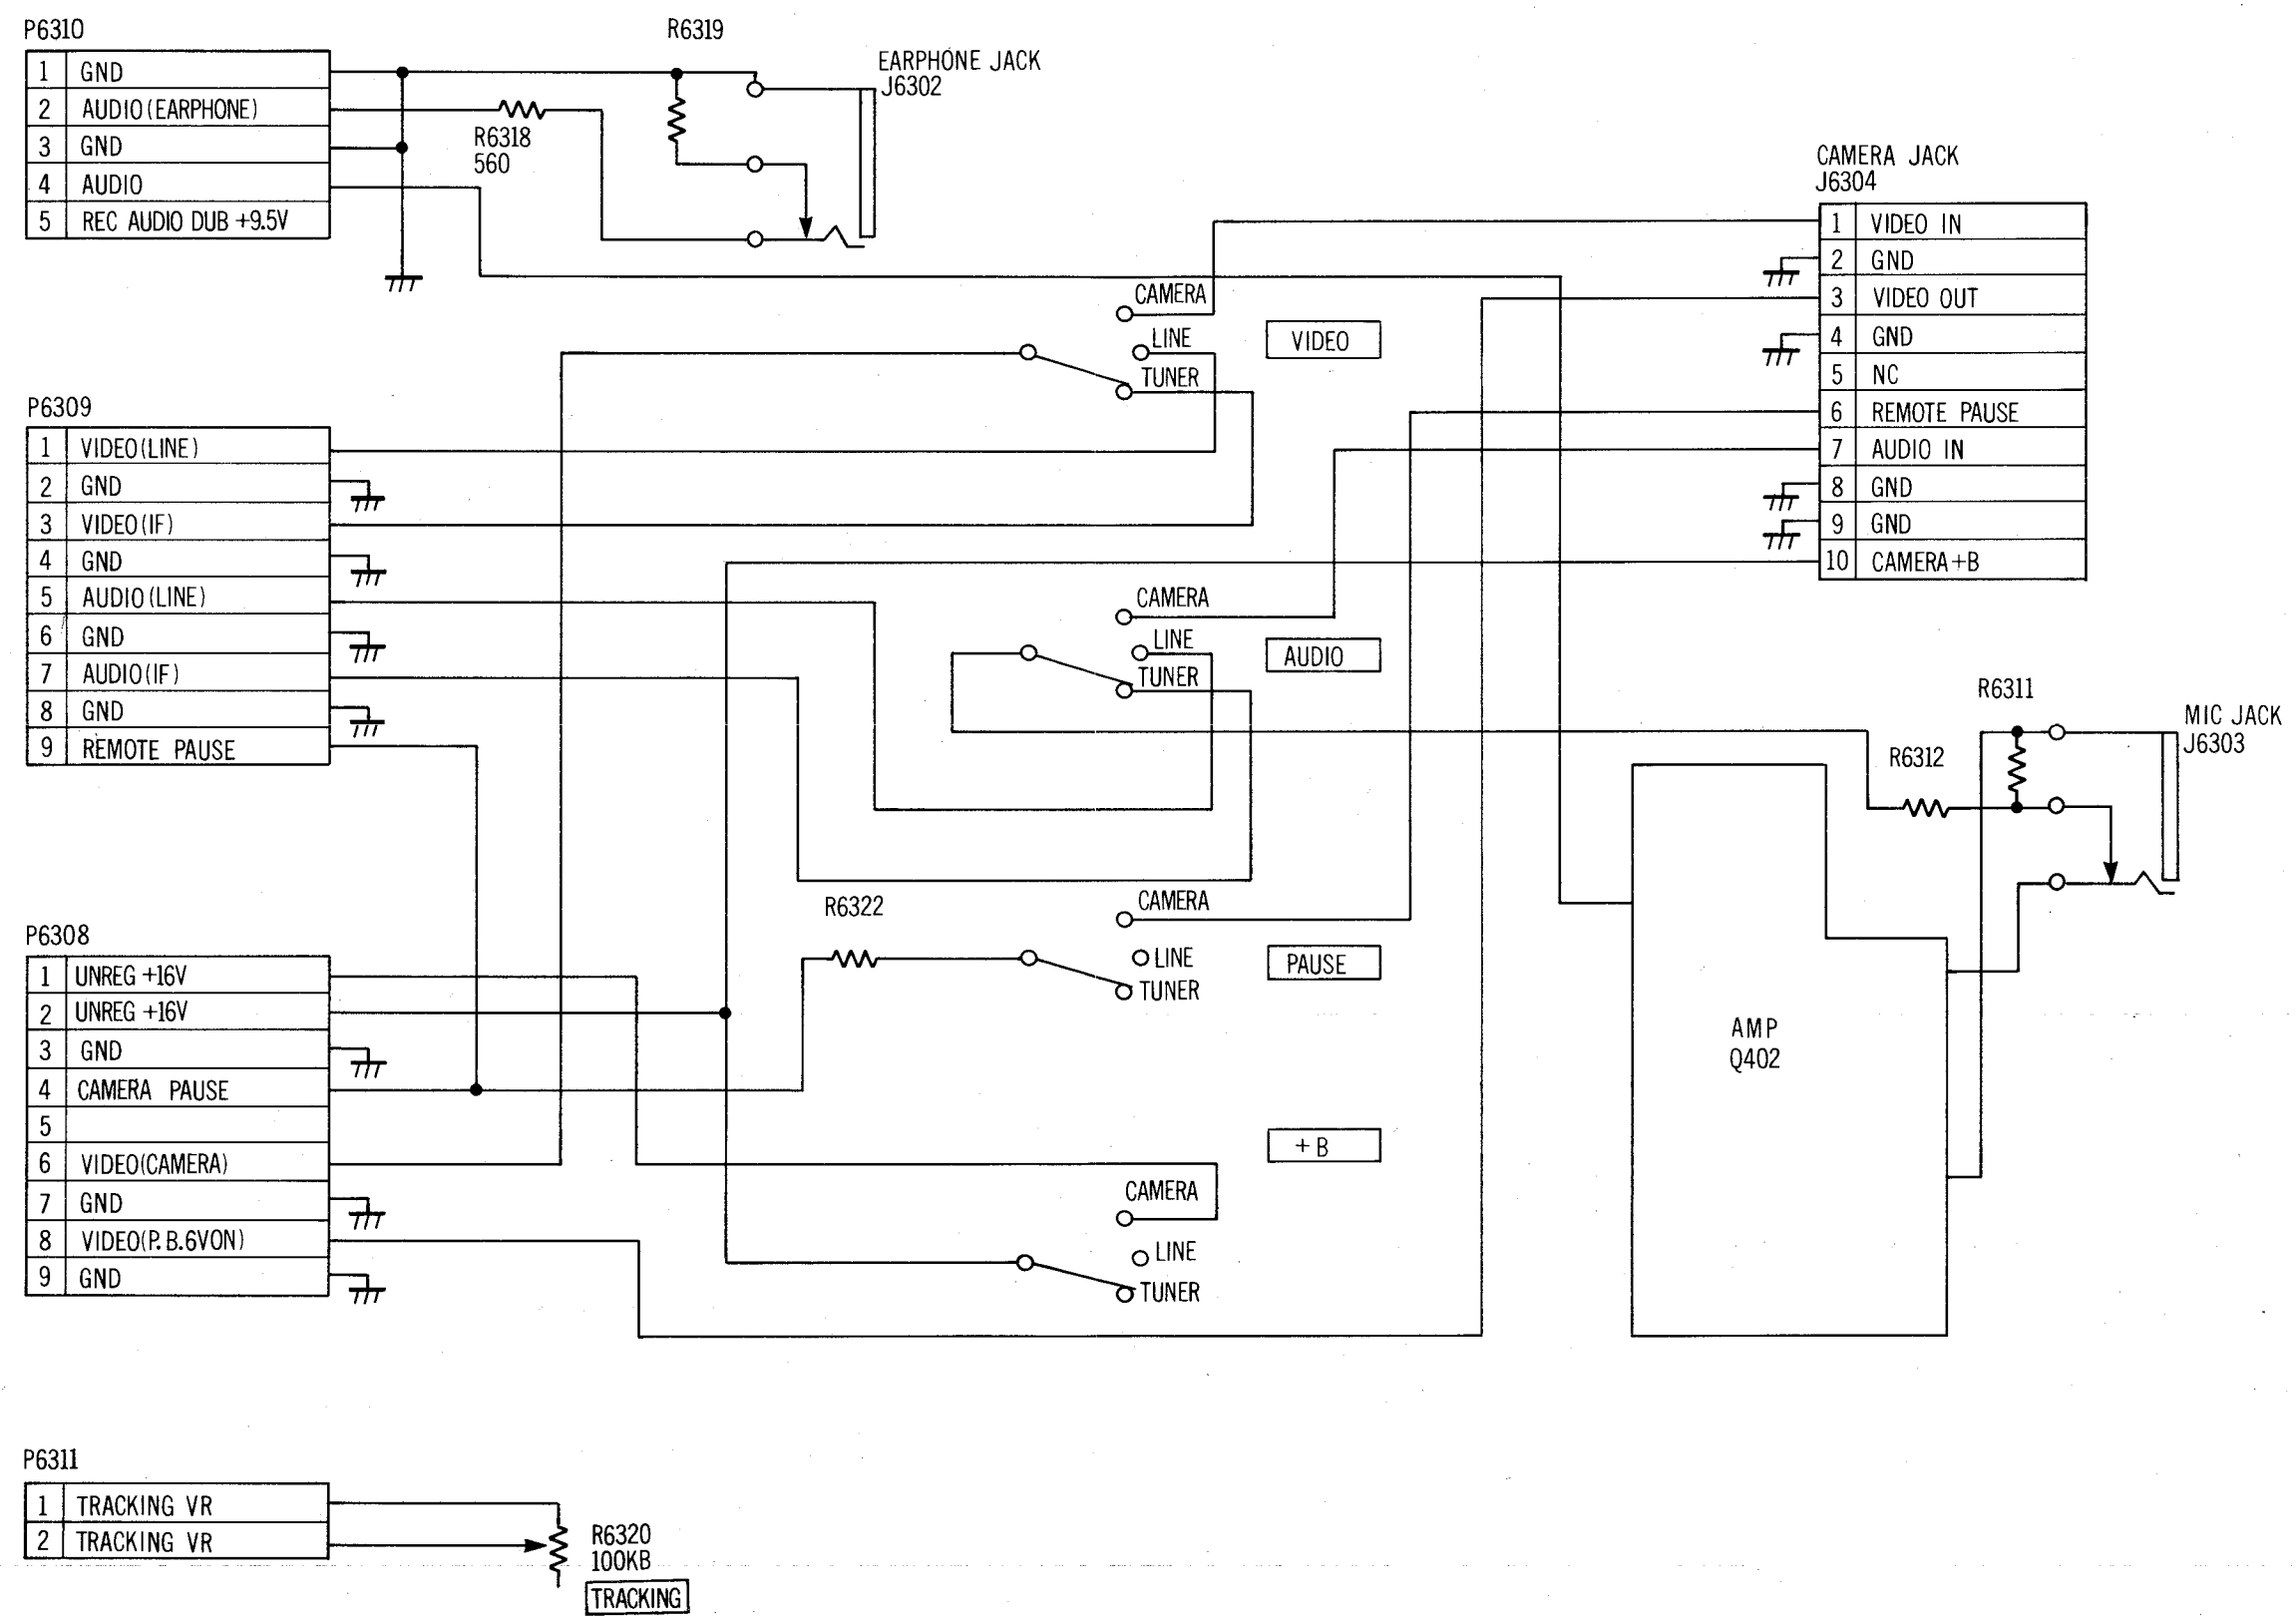 P6310
1 GND
2 AUDIO(EARPHONE)
3 GND
4 AUDIO
5 REC AUDIO DUB +9.5V
R6318
560
R6319
EARPHONE JACK
J6302
CAMERA JACK
J6304
1 VIDEO IN
2 GND
3 VIDEO OUT
4 GND
5 NC
6 REMOTE PAUSE
7 AUDIO IN
8 GND
9 GND
10 CAMERA+B
CAMERA
LINE
TUNER
VIDEO
P6309
1 VIDEO(LINE)
2 GND
3 VIDEO(IF)
4 GND
5 AUDIO(LINE)
6 GND
7 AUDIO(IF)
8 GND
9 REMOTE PAUSE
CAMERA
LINE
TUNER
AUDIO
R6311
R6312
MIC JACK
J6303
R6322
CAMERA
LINE
TUNER
PAUSE
P6308
1 UNREG +16V
2 UNREG +16V
3 GND
4 CAMERA PAUSE
5
6 VIDEO(CAMERA)
7 GND
8 VIDEO(P.B.6VON)
9 GND
+B
CAMERA
LINE
TUNER
AMP
Q402
P6311
1 TRACKING VR
2 TRACKING VR
R6320
100KB
TRACKING